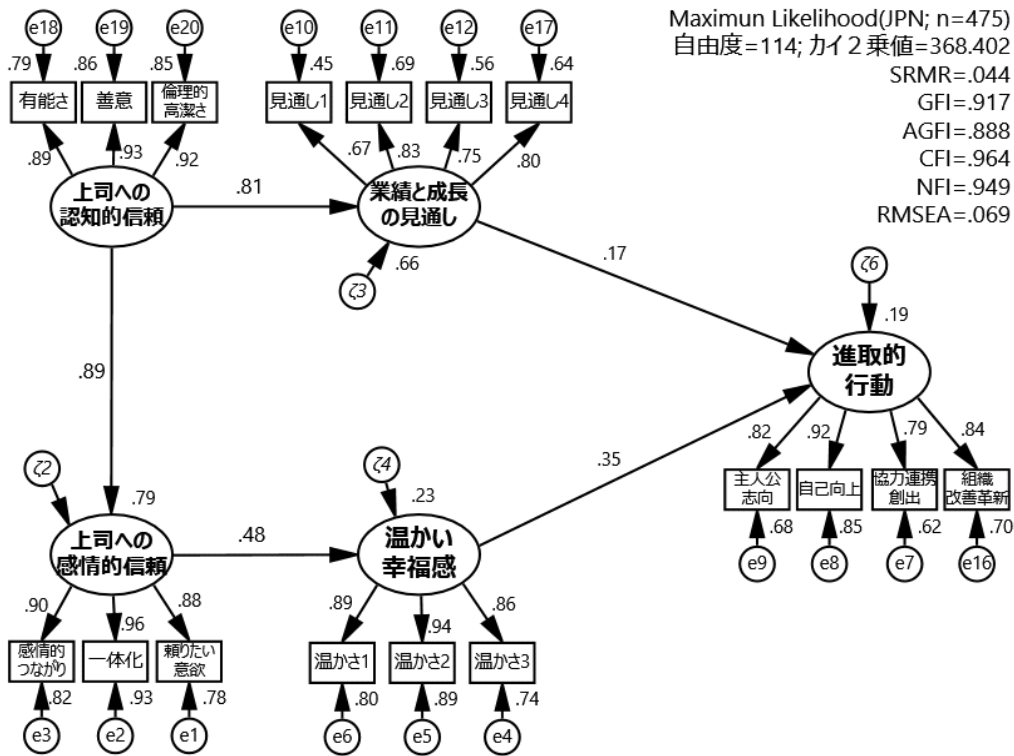 Maximun Likelihood(JPN; n=475)
自由度=114; カイ2乗値=368.402
SRMR=.044
GFI=.917
AGFI=.888
CFI=.964
NFI=.949
RMSEA=.069
e18
e19
e20
.79
.86
.85
有能さ
善意
倫理的
高潔さ
.89
.93
.92
上司への
認知的信頼
e10
e11
e12
e17
.45
.69
.56
.64
見通し1
見通し2
見通し3
見通し4
.67
.83
.75
.80
.81
業績と成長
の見通し
.66
ζ3
.17
ζ6
.19
進取的
行動
.89
.35
.82
.92
.79
.84
主人公
志向
自己向上
協力連携
創出
組織
改善革新
.68
.85
.62
.70
e9
e8
e7
e16
ζ2
.79
上司への
感情的信頼
.48
ζ4
.23
温かい
幸福感
.90
.96
.88
感情的
つながり
一体化
頼りたい
意欲
.82
.93
.78
e3
e2
e1
.89
.94
.86
温かさ1
温かさ2
温かさ3
.80
.89
.74
e6
e5
e4